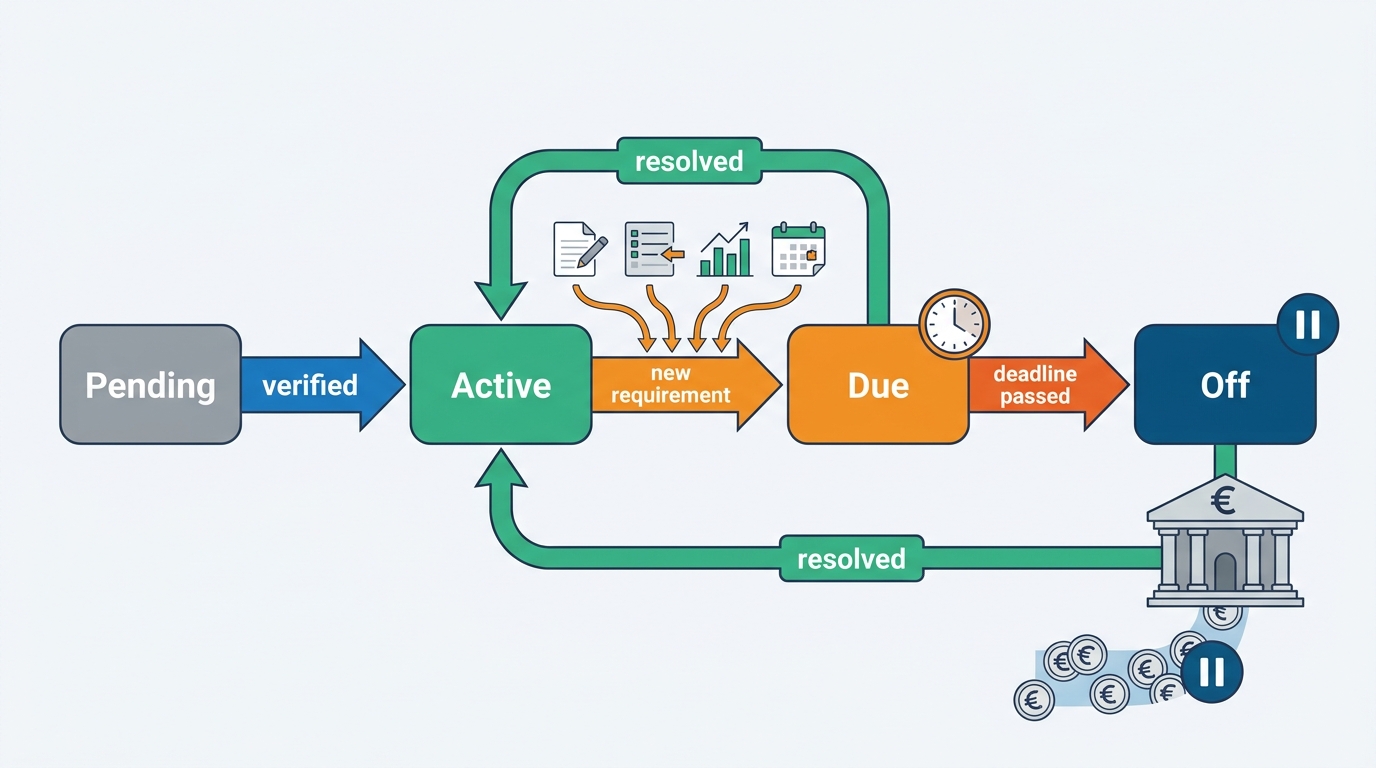 resolved
Pending
verified
Active
new
requirement
Due
deadline
passed
Off
€
resolved
€
€
€
€
€
€
€
€